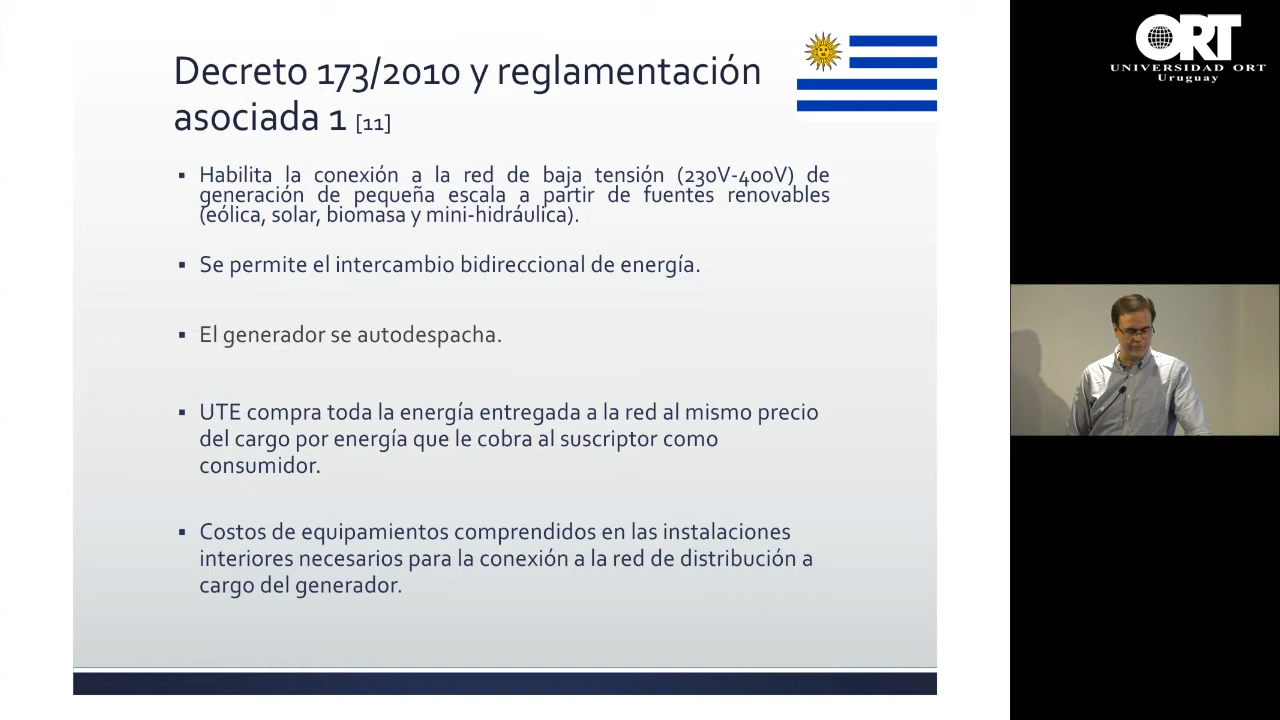 Decreto 173/2010 y reglamentación
asociada 1 [11]
▪ Habilita la conexión a la red de baja tensión (230V-400V) de
generación de pequeña escala a partir de fuentes renovables
(eólica, solar, biomasa y mini-hidráulica).
▪ Se permite el intercambio bidireccional de energía.
▪ El generador se autodespacha.
▪ UTE compra toda la energía entregada a la red al mismo precio
del cargo por energía que le cobra al suscriptor como
consumidor.
▪ Costos de equipamientos comprendidos en las instalaciones
interiores necesarios para la conexión a la red de distribución a
cargo del generador.
ORT
UNIVERSIDAD ORT
Uruguay